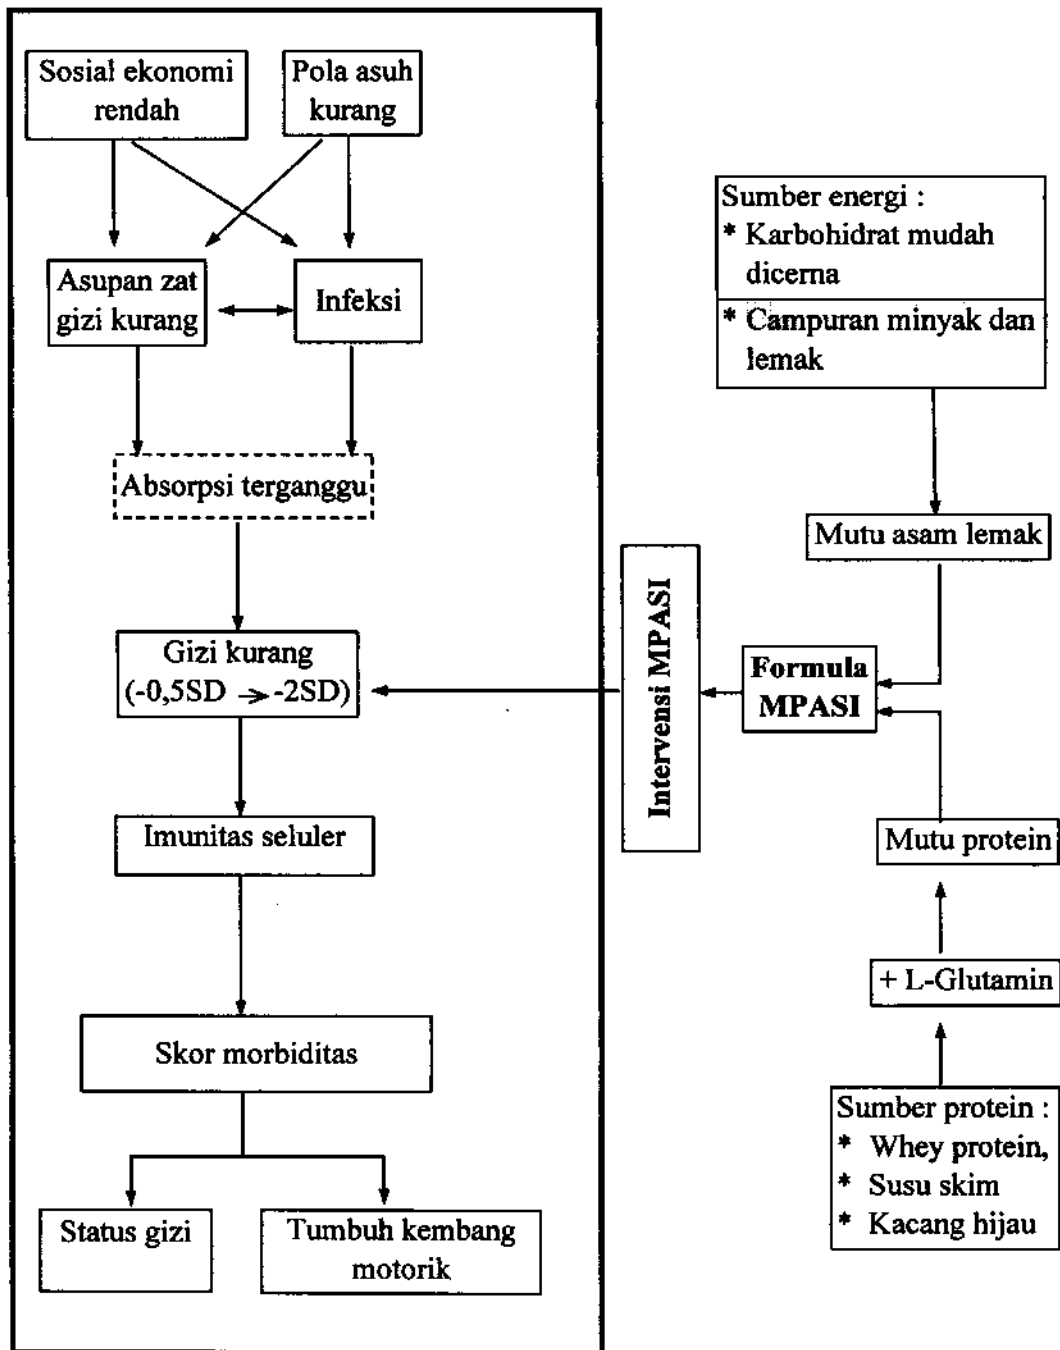 Sosial ekonomi
rendah
Pola asuh
kurang
Asupan zat
gizi kurang
Infeksi
Absorpsi terganggu
Gizi kurang
(-0,5SD → -2SD)
Imunitas seluler
Skor morbiditas
Status gizi
Tumbuh kembang
motorik
Intervensi MPASI
Formula
MPASI
Sumber energi :
* Karbohidrat mudah
dicerna
* Campuran minyak dan
lemak
Mutu asam lemak
Mutu protein
+ L-Glutamin
Sumber protein :
* Whey protein,
* Susu skim
* Kacang hijau